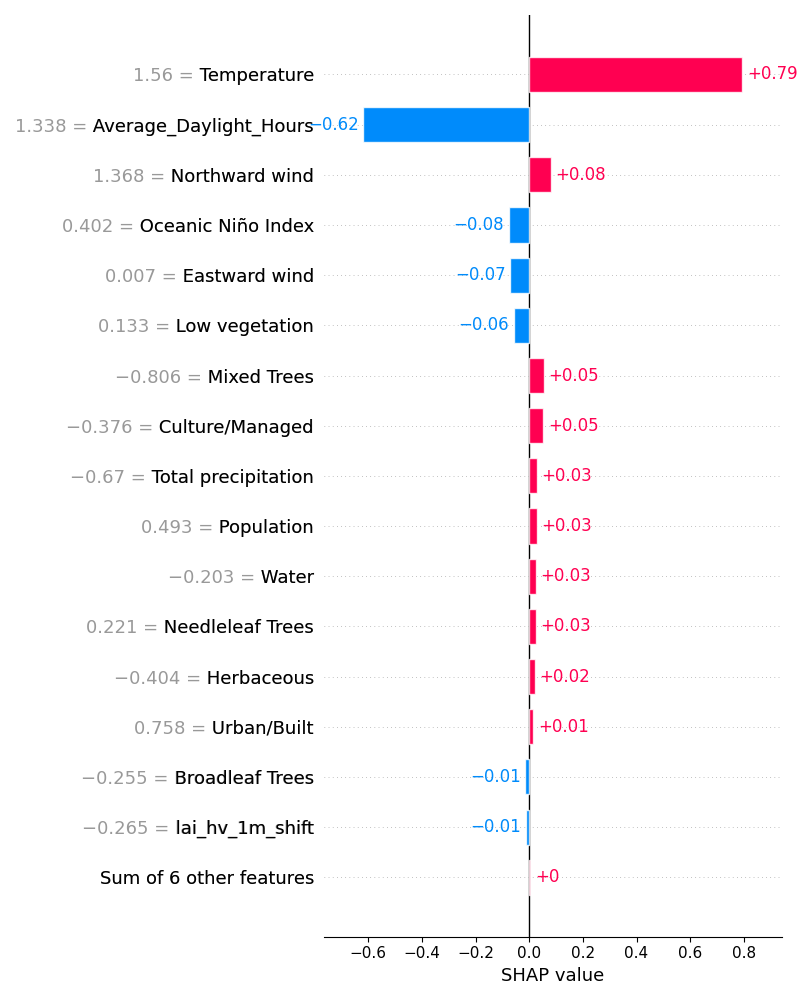 1.56 = Temperature +0.79
1.338 = Average_Daylight_Hours −0.62
1.368 = Northward wind +0.08
0.402 = Oceanic Niño Index −0.08
0.007 = Eastward wind −0.07
0.133 = Low vegetation −0.06
−0.806 = Mixed Trees +0.05
−0.376 = Culture/Managed +0.05
−0.67 = Total precipitation +0.03
0.493 = Population +0.03
−0.203 = Water +0.03
0.221 = Needleleaf Trees +0.03
−0.404 = Herbaceous +0.02
0.758 = Urban/Built +0.01
−0.255 = Broadleaf Trees −0.01
−0.265 = lai_hv_1m_shift −0.01
Sum of 6 other features +0
−0.6 −0.4 −0.2 0.0 0.2 0.4 0.6 0.8
SHAP value